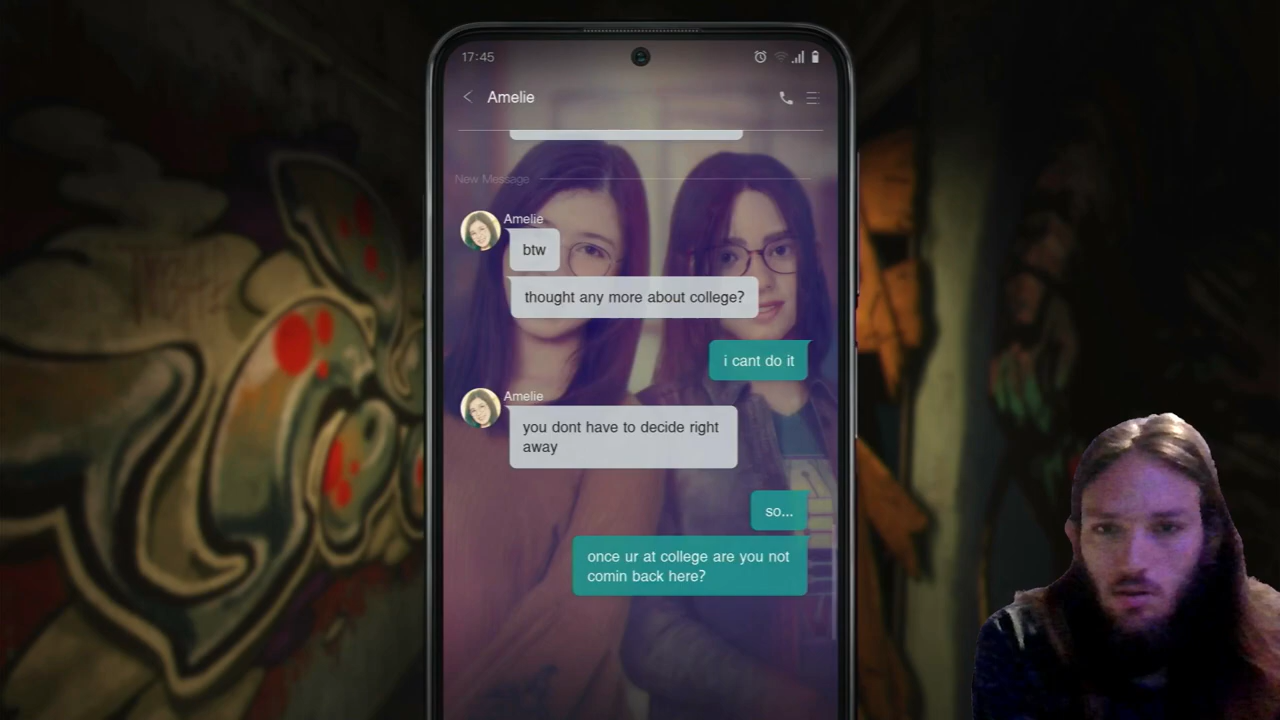 17:45
Amelie
New Message
Amelie
btw
thought any more about college?
i cant do it
Amelie
you dont have to decide right
away
so...
once ur at college are you not
comin back here?